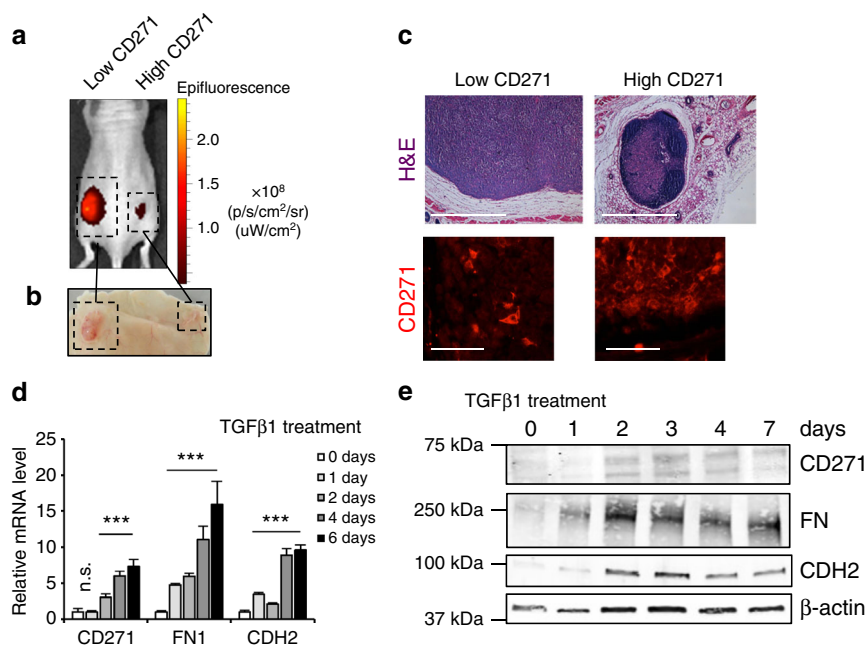 a
Low CD271
High CD271
Epifluorescence
2.0
1.5
1.0
×10⁸
(p/s/cm²/sr)
(uW/cm²)
b
c
Low CD271
High CD271
H&E
CD271
d
TGFβ1 treatment
Relative mRNA level
25
20
15
10
5
0
n.s.
***
***
***
0 days
1 day
2 days
4 days
6 days
CD271
FN1
CDH2
e
TGFβ1 treatment
0 1 2 3 4 7 days
75 kDa
CD271
250 kDa
FN
100 kDa
CDH2
β-actin
37 kDa